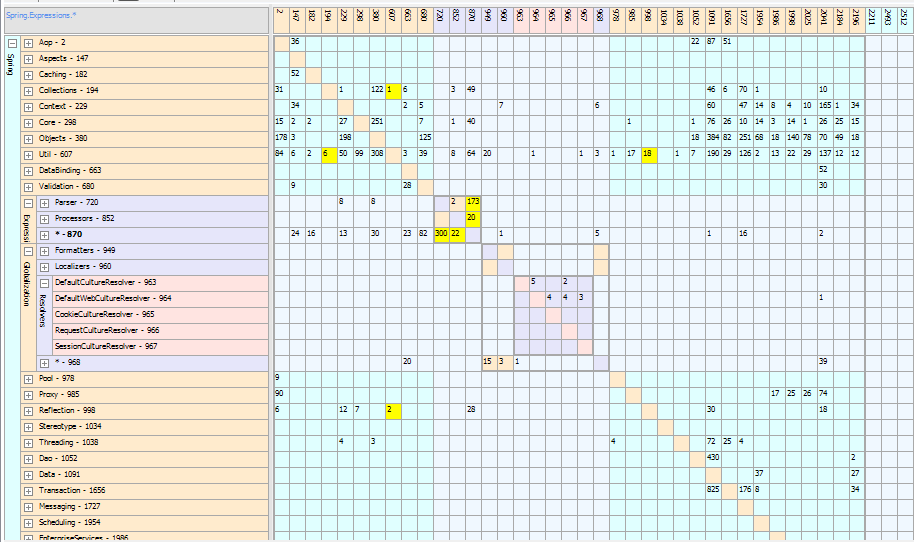 Spring.Expressions.*
2 147 182 194 229 298 380 607 663 680 720 852 870 949 960 963 964 965 966 967 968 978 985 998 1034 1038 1052 1091 1656 1727 1954 1986 1998 2025 2041 2184 2196 2211 2493 2512
Spring
Aop - 2 36 22 87 51
Aspects - 147
Caching - 182 52
Collections - 194 31 1 122 1 6 3 49 46 6 70 1 10
Context - 229 34 2 5 7 6 60 47 14 8 4 10 165 1 34
Core - 298 15 2 2 27 251 7 1 40 1 1 76 26 10 14 3 14 1 26 25 15
Objects - 380 178 3 198 125 18 384 82 251 68 18 140 78 70 49 18
Util - 607 84 6 2 6 50 99 308 3 39 8 64 20 1 1 3 1 17 18 1 7 190 29 126 2 13 22 29 137 12 12
DataBinding - 663 52
Validation - 680 9 28 30
Expressi
Parser - 720 8 8 2 173
Processors - 852 20
* - 870 24 16 13 30 23 82 300 22 1 5 1 16 2
Globalization
Formatters - 949
Localizers - 960
Resolvers
DefaultCultureResolver - 963 5 2
DefaultWebCultureResolver - 964 4 4 3 1
CookieCultureResolver - 965
RequestCultureResolver - 966
SessionCultureResolver - 967
* - 968 20 15 3 1 39
Pool - 978 9
Proxy - 985 90 17 25 26 74
Reflection - 998 6 12 7 2 28 30 18
Stereotype - 1034
Threading - 1038 4 3 4 72 25 4
Dao - 1052 430 2
Data - 1091 37 27
Transaction - 1656 825 176 8 34
Messaging - 1727
Scheduling - 1954
EnterpriseServices - 1986